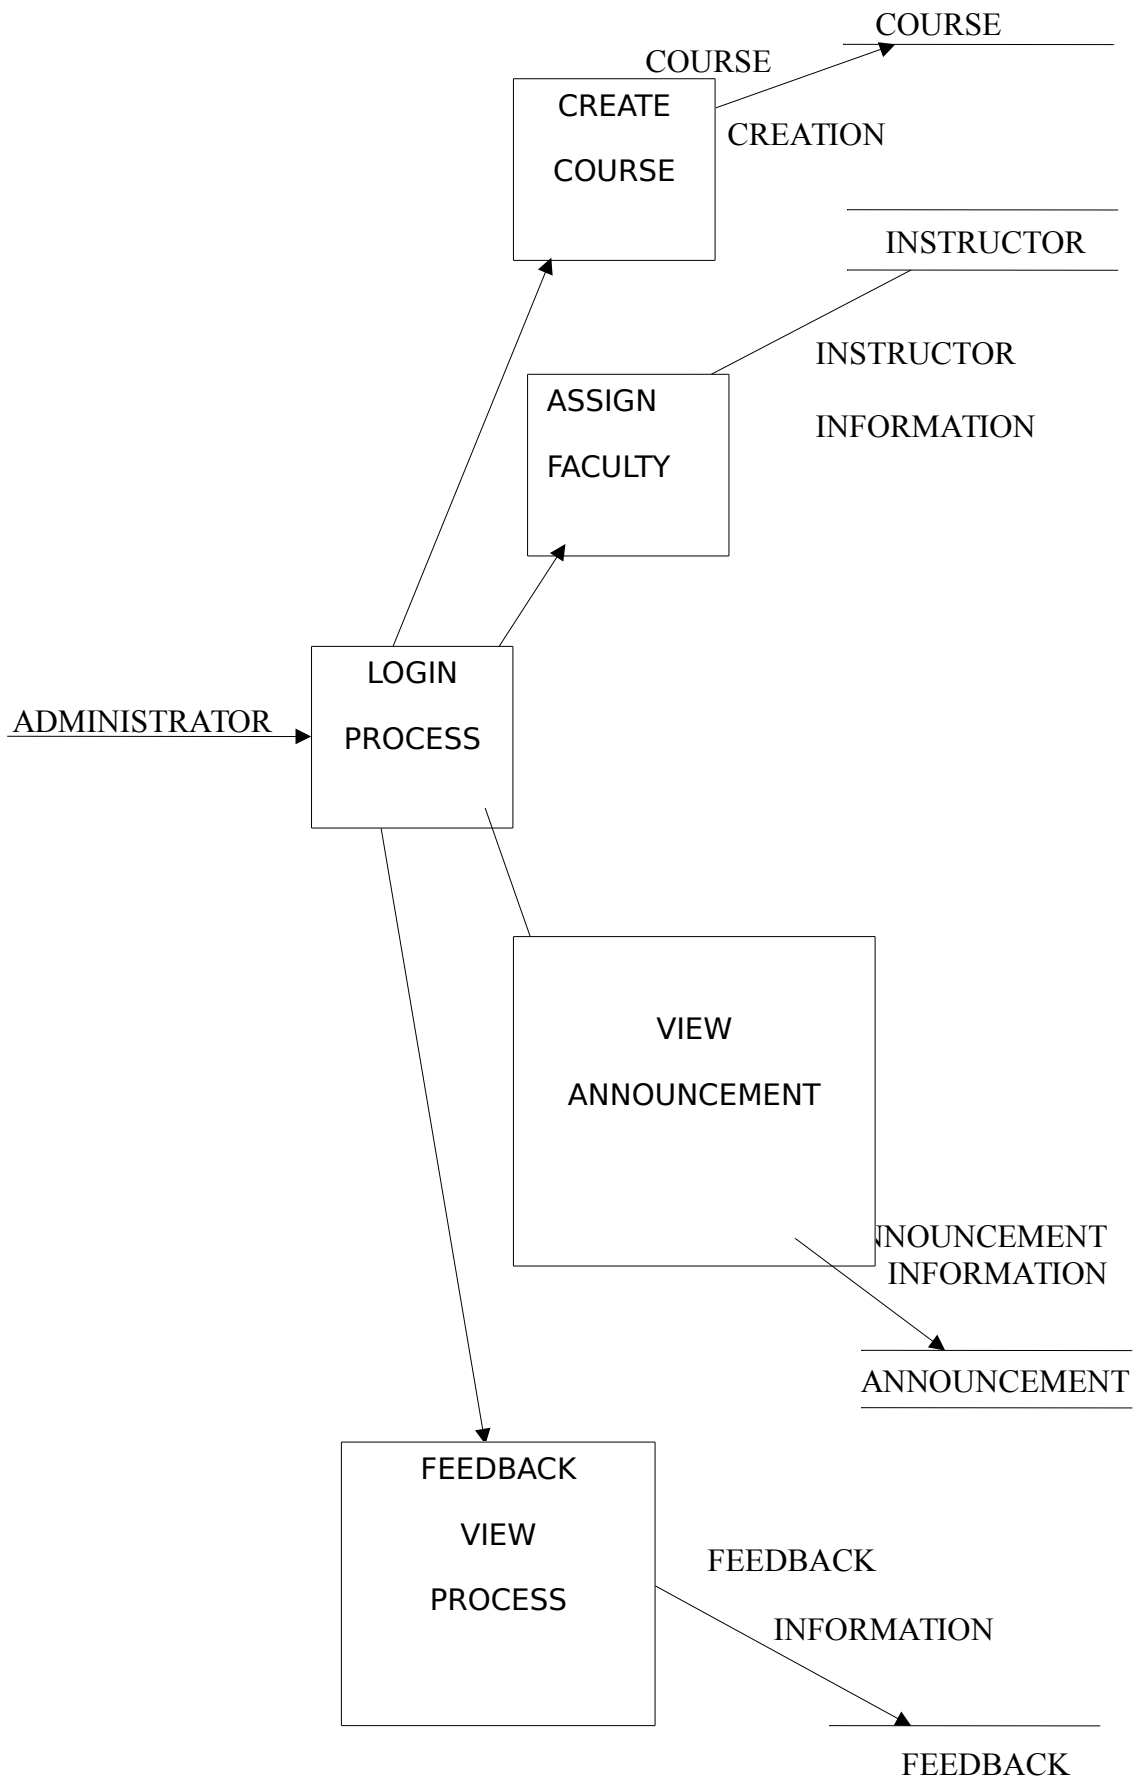 COURSE
COURSE
CREATE
CREATION
COURSE
INSTRUCTOR
INSTRUCTOR
ASSIGN
INFORMATION
FACULTY
LOGIN
ADMINISTRATOR
PROCESS
VIEW
ANNOUNCEMENT
NNOUNCEMENT
INFORMATION
ANNOUNCEMENT
FEEDBACK
VIEW
FEEDBACK
PROCESS
INFORMATION
FEEDBACK